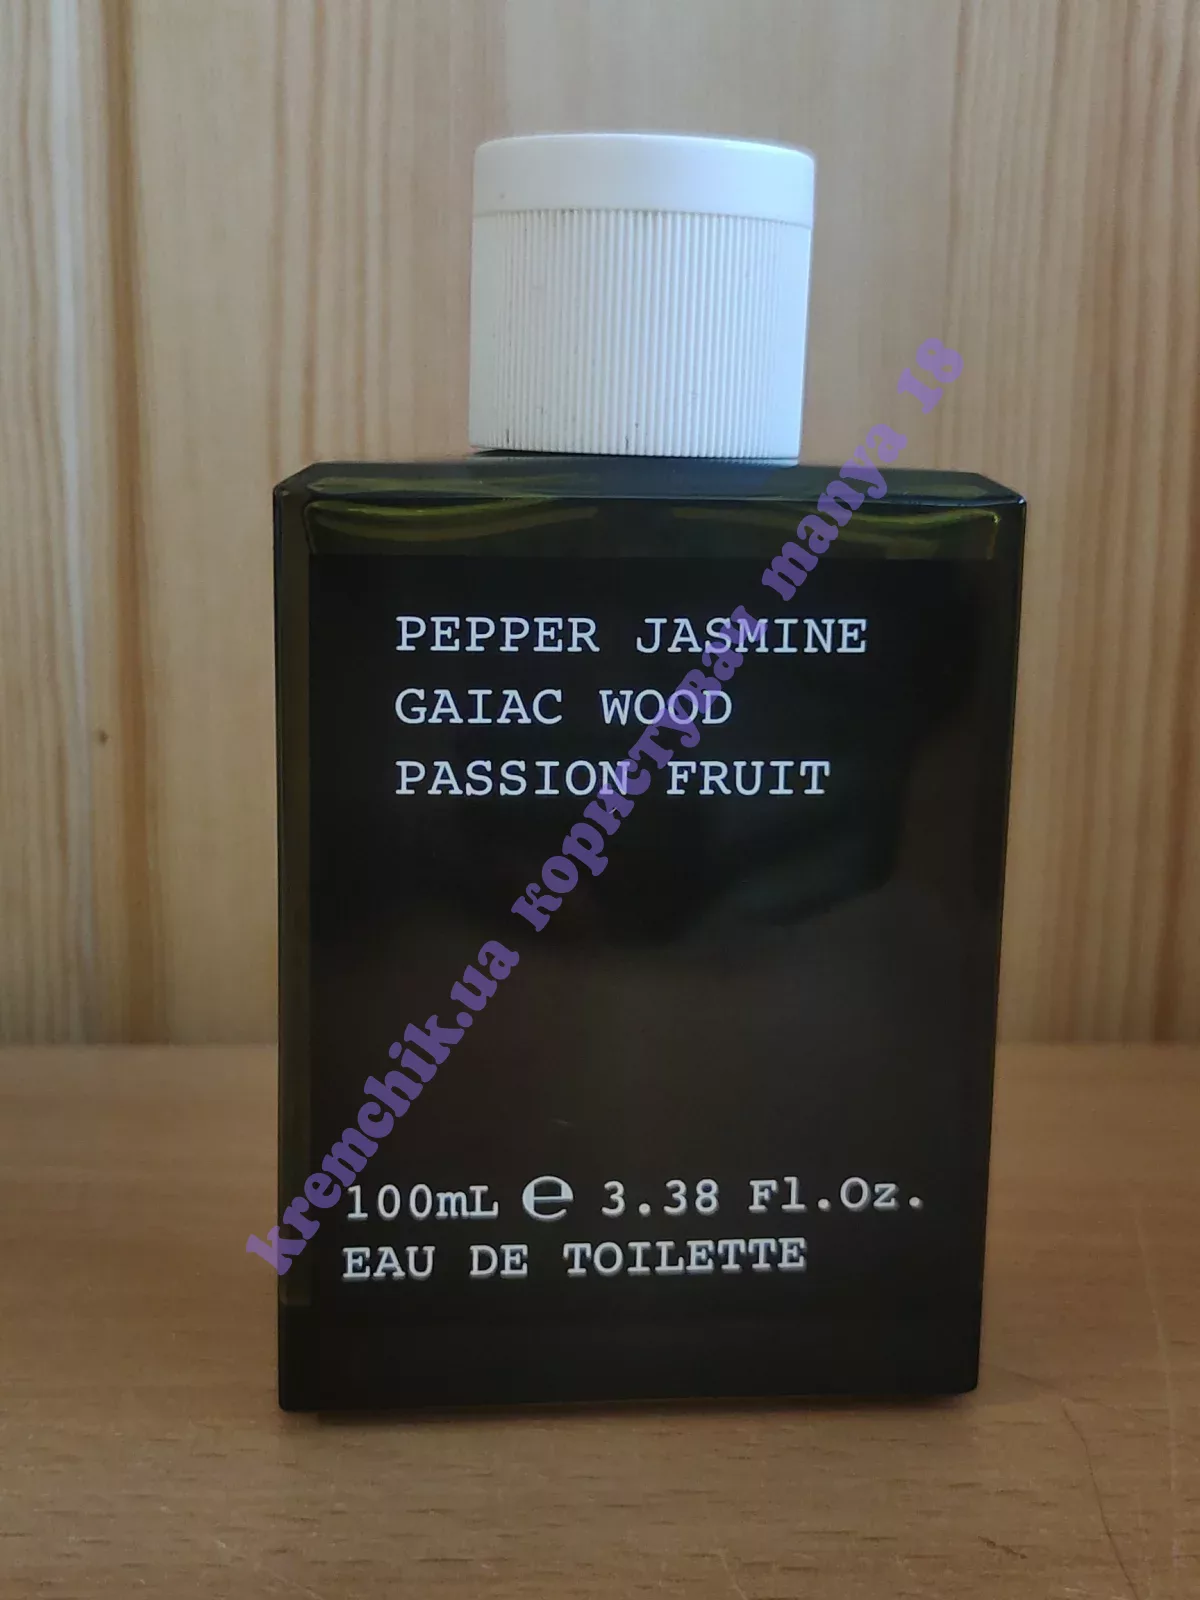 PEPPER JASMINE
GAIAC WOOD
PASSION FRUIT
100mL ℮ 3.38 Fl.Oz.
EAU DE TOILETTE
kremchik.ua користувач manya 18